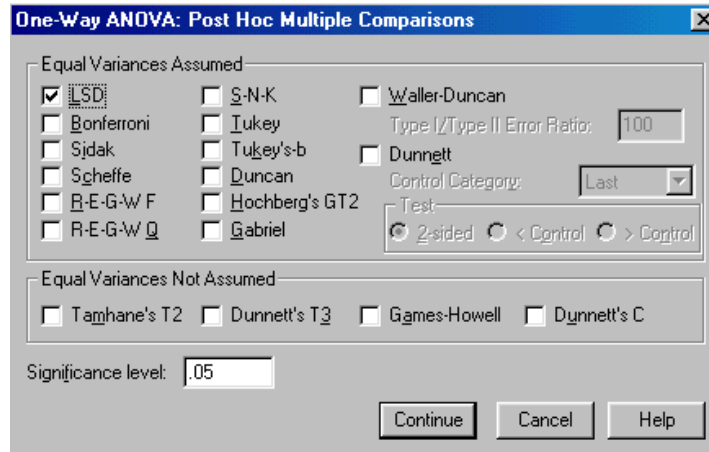 One-Way ANOVA: Post Hoc Multiple Comparisons
Equal Variances Assumed
LSD
Bonferroni
Sidak
Scheffe
R-E-G-W F
R-E-G-W Q
S-N-K
Tukey
Tukey's-b
Duncan
Hochberg's GT2
Gabriel
Waller-Duncan
Type I/Type II Error Ratio: 100
Dunnett
Control Category: Last
Test
2-sided < Control > Control
Equal Variances Not Assumed
Tamhane's T2 Dunnett's T3 Games-Howell Dunnett's C
Significance level: .05
Continue Cancel Help